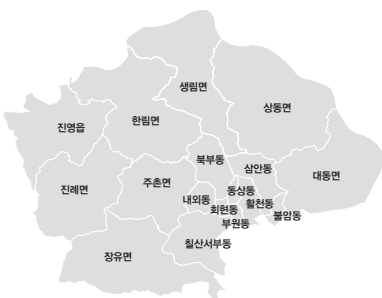 생림면
상동면
한림면
진영읍
북부동
삼안동
대동면
주촌면
진례면
동상동
내외동
활천동
회현동
불암동
부원동
칠산서부동
장유면